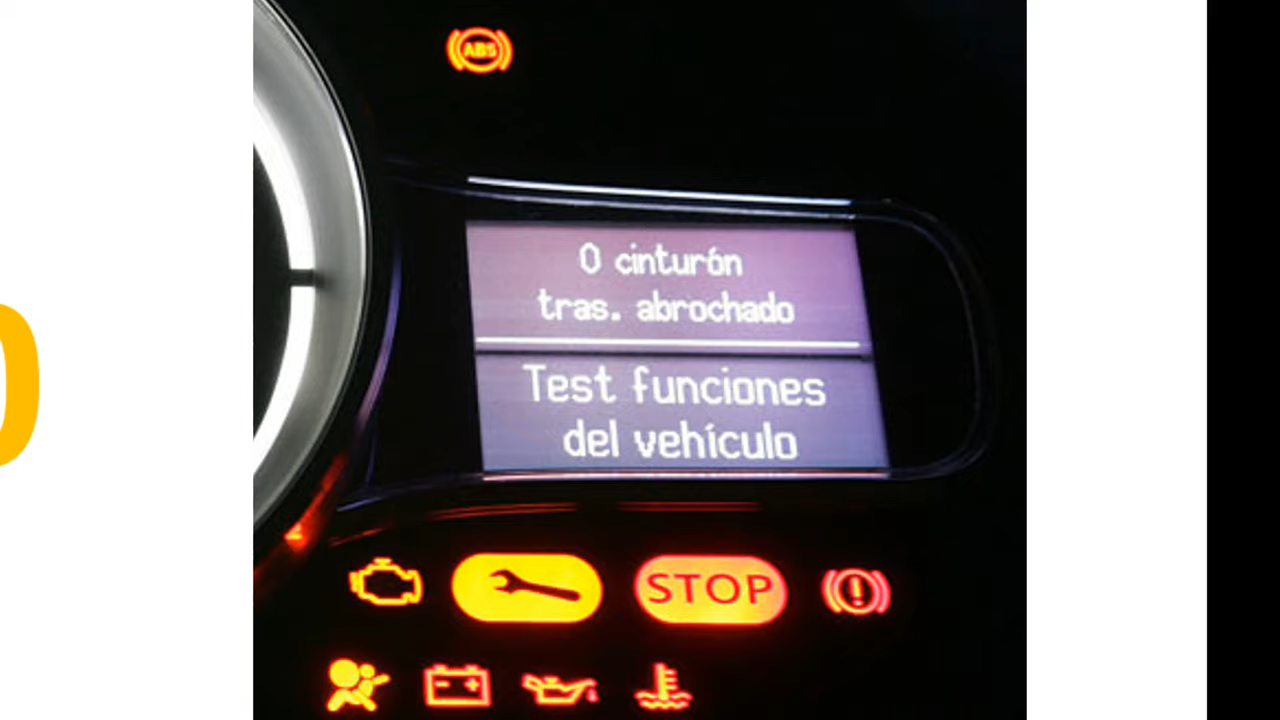 ABS
0 cinturón
tras. abrochado
Test funciones
del vehículo
STOP